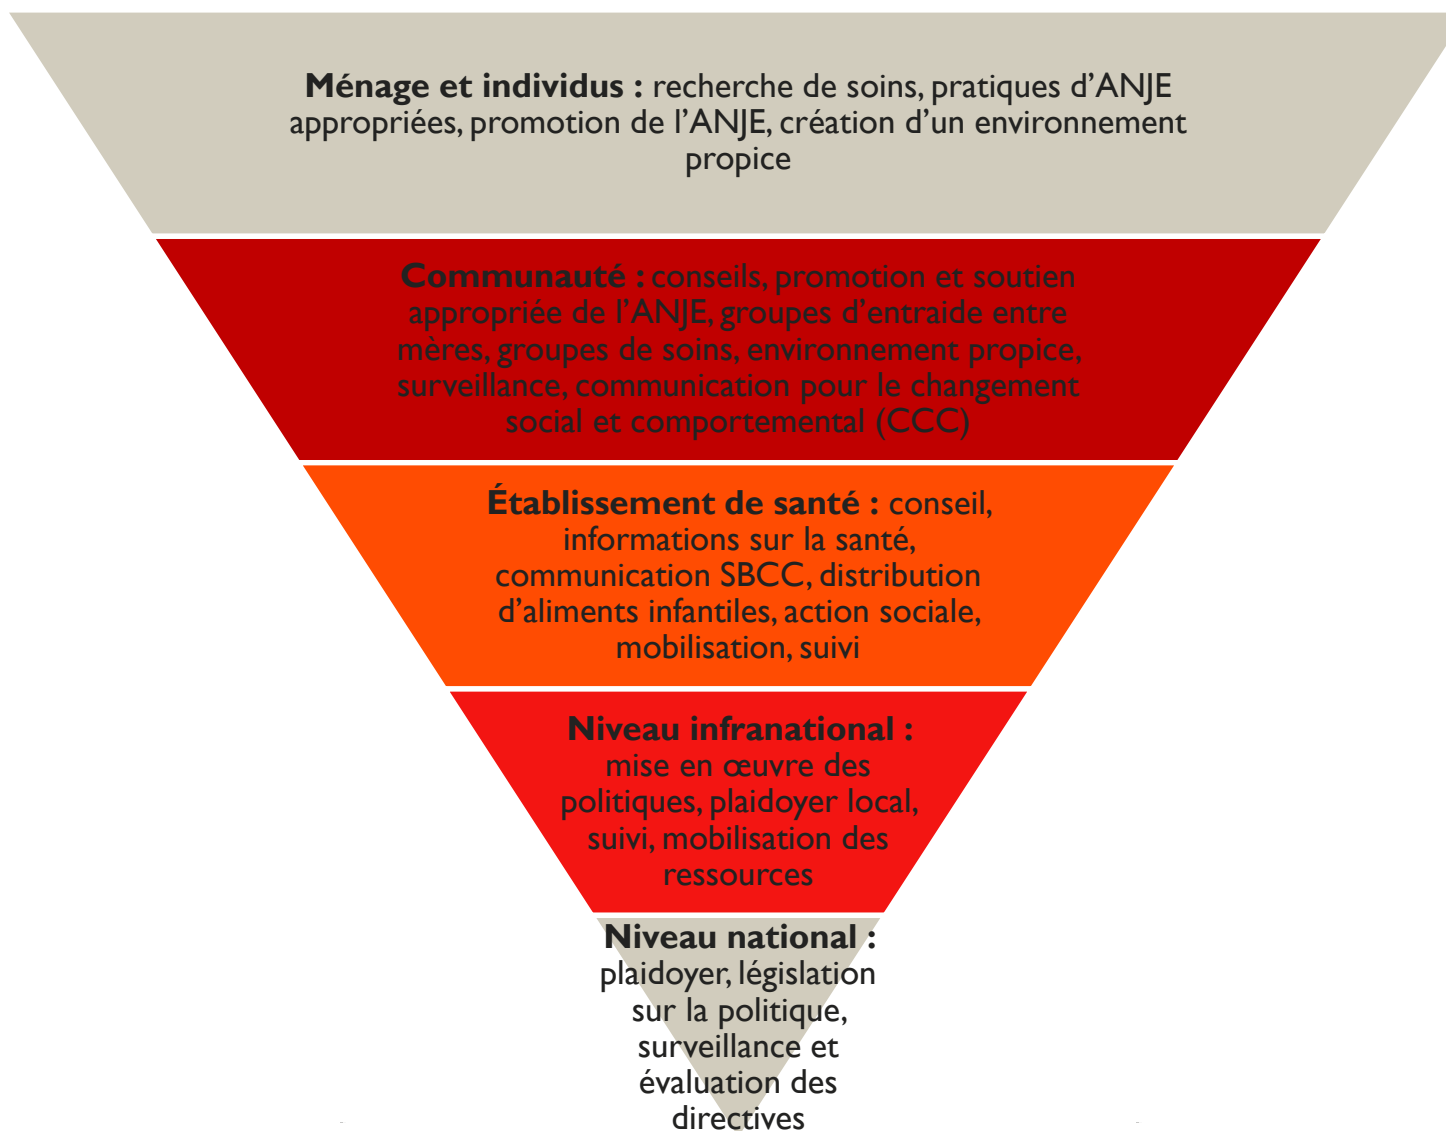 Ménage et individus : recherche de soins, pratiques d’ANJE
appropriées, promotion de l’ANJE, création d’un environnement
propice
Communauté : conseils, promotion et soutien
appropriée de l’ANJE, groupes d’entraide entre
mères, groupes de soins, environnement propice,
surveillance, communication pour le changement
social et comportemental (CCC)
Établissement de santé : conseil,
informations sur la santé,
communication SBCC, distribution
d’aliments infantiles, action sociale,
mobilisation, suivi
Niveau infranational :
mise en œuvre des
politiques, plaidoyer local,
suivi, mobilisation des
ressources
Niveau national :
plaidoyer, législation
sur la politique,
surveillance et
évaluation des
directives